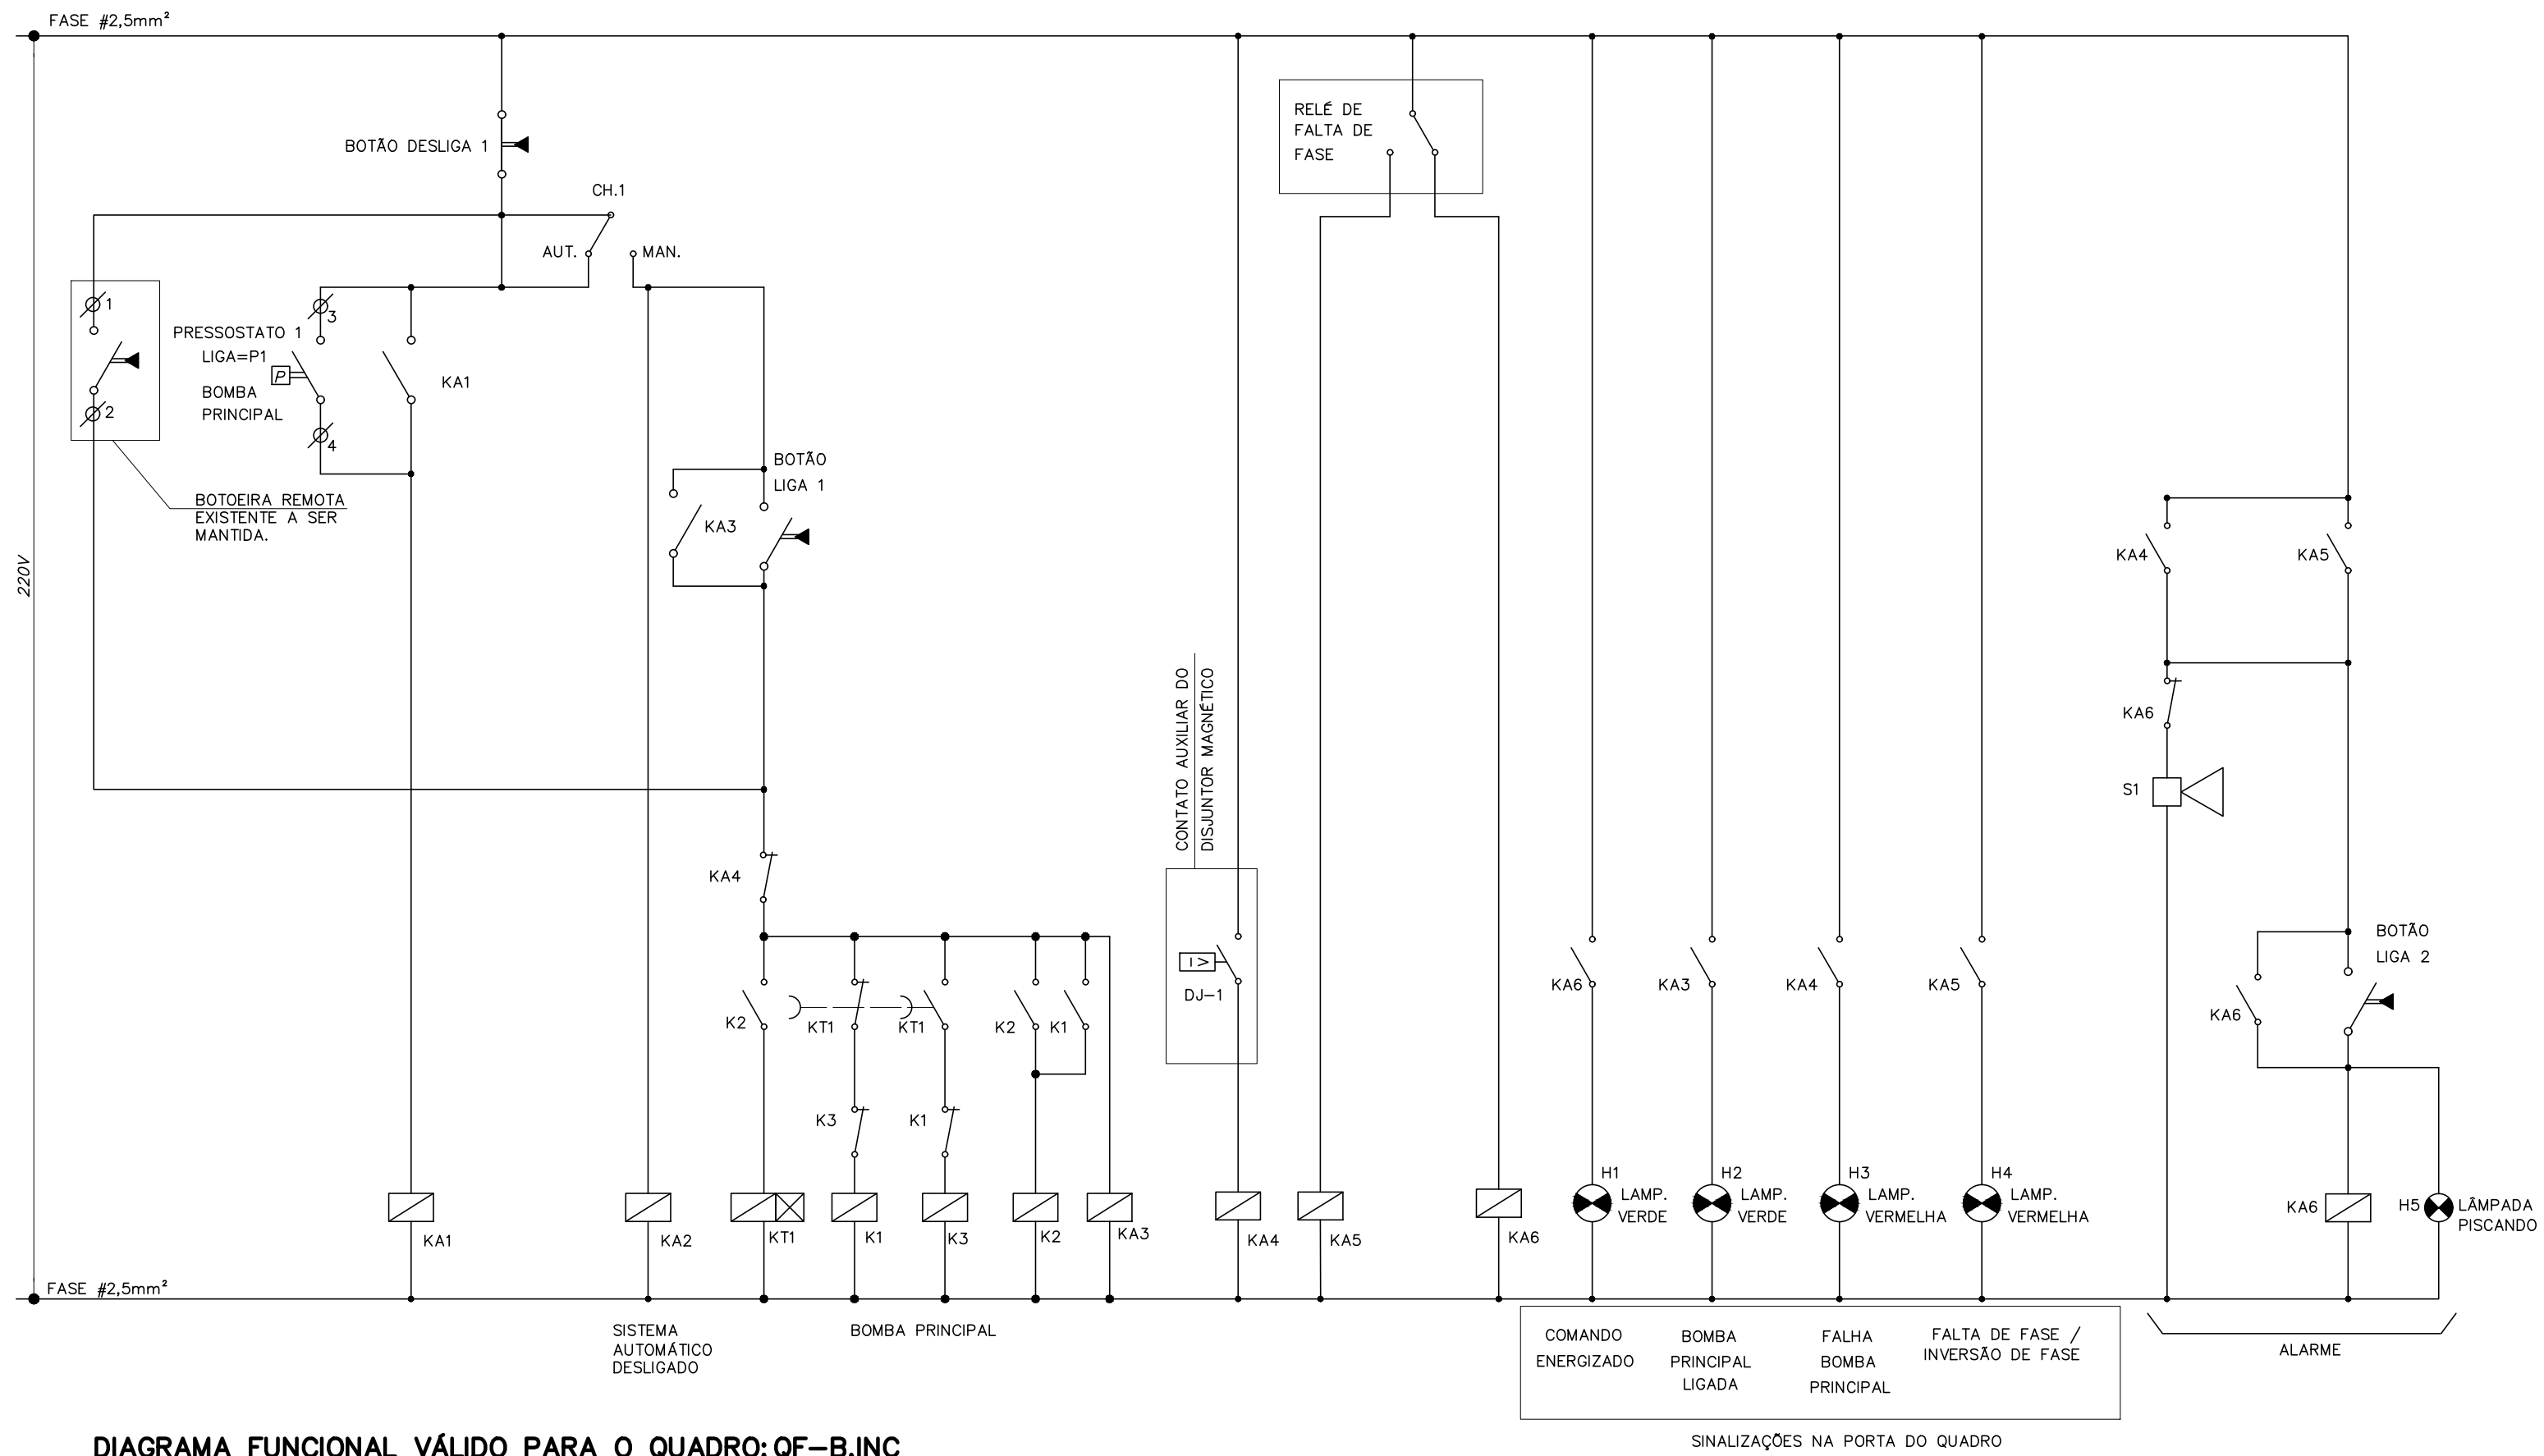 FASE #2,5mm²
BOTÃO DESLIGA 1
CH.1
AUT.
MAN.
1
2
3
4
PRESSOSTATO 1
LIGA=P1
BOMBA
PRINCIPAL
P
KA1
BOTOEIRA REMOTA
EXISTENTE A SER
MANTIDA.
220V
BOTÃO
LIGA 1
KA3
KA4
K2
KT1
KT1
K2
K1
K3
K1
KA1
KA2
KT1
K1
K3
K2
KA3
CONTATO AUXILIAR DO
DISJUNTOR MAGNÉTICO
I >
DJ-1
KA4
RELÉ DE
FALTA DE
FASE
KA5
KA6
KA6
KA3
KA4
KA5
H1
LAMP.
VERDE
H2
LAMP.
VERDE
H3
LAMP.
VERMELHA
H4
LAMP.
VERMELHA
KA4
KA5
KA6
S1
BOTÃO
LIGA 2
KA6
KA6
H5
LÂMPADA
PISCANDO
FASE #2,5mm²
SISTEMA
AUTOMÁTICO
DESLIGADO
BOMBA PRINCIPAL
COMANDO
ENERGIZADO
BOMBA
PRINCIPAL
LIGADA
FALHA
BOMBA
PRINCIPAL
FALTA DE FASE /
INVERSÃO DE FASE
ALARME
SINALIZAÇÕES NA PORTA DO QUADRO
DIAGRAMA FUNCIONAL VÁLIDO PARA O QUADRO: QF-B.INC